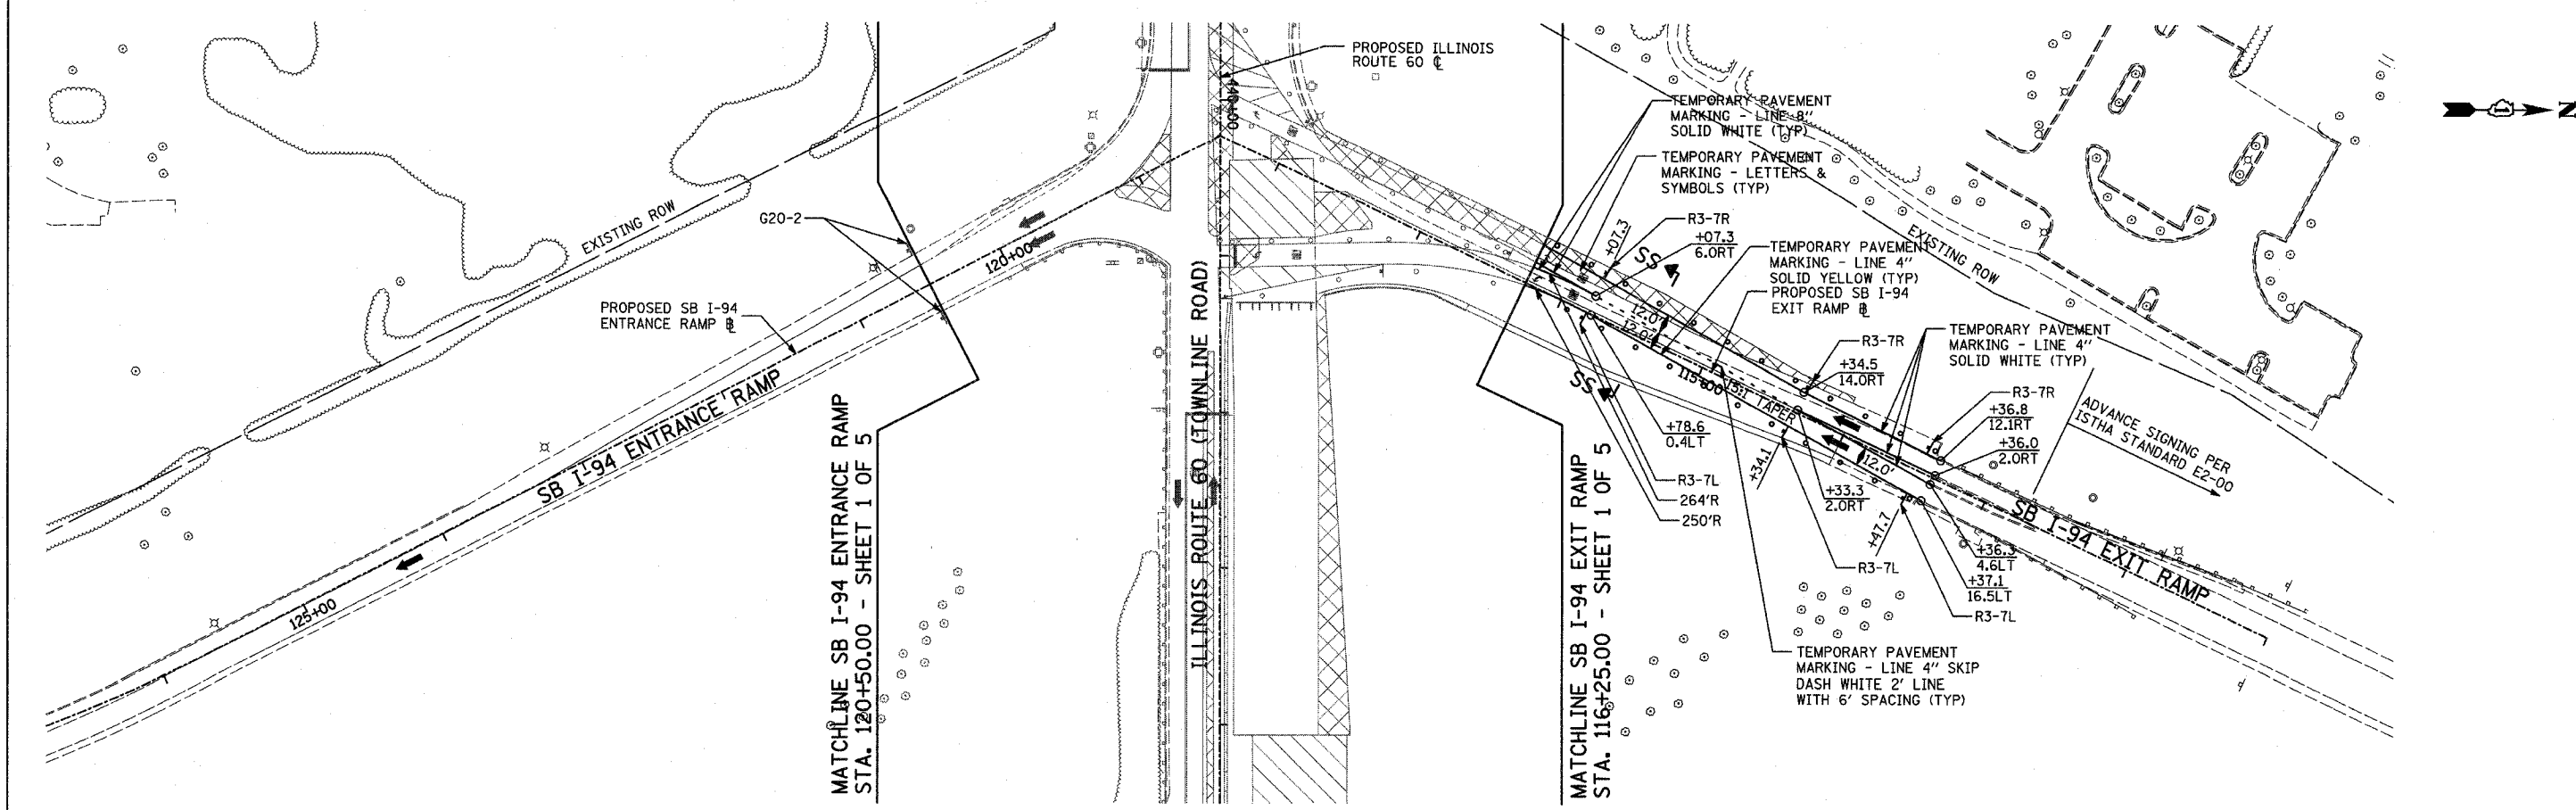 PROPOSED ILLINOIS
ROUTE 60 ℄
440+00
TEMPORARY PAVEMENT
MARKING - LINE 8"
SOLID WHITE (TYP)
N
TEMPORARY PAVEMENT
MARKING - LETTERS &
SYMBOLS (TYP)
EXISTING ROW
G20-2
120+00
PROPOSED SB I-94
ENTRANCE RAMP ⅊
R3-7R
+07.3
6.0RT
+07.3
SS 1
TEMPORARY PAVEMENT
MARKING - LINE 4"
SOLID YELLOW (TYP)
PROPOSED SB I-94
EXIT RAMP ⅊
EXISTING ROW
12.0'
12.0'
TEMPORARY PAVEMENT
MARKING - LINE 4"
SOLID WHITE (TYP)
R3-7R
+34.5
14.0RT
SS 1
115+00
15:1 TAPER
R3-7R
+36.8
12.1RT
+36.0
2.0RT
ADVANCE SIGNING PER
ISTHA STANDARD E2-00
+78.6
0.4LT
+34.1
12.0'
R3-7L
264'R
250'R
+33.3
2.0RT
+47.7
SB I-94 EXIT RAMP
+36.3
4.6LT
+37.1
16.5LT
R3-7L
R3-7L
TEMPORARY PAVEMENT
MARKING - LINE 4" SKIP
DASH WHITE 2' LINE
WITH 6' SPACING (TYP)
SB I-94 ENTRANCE RAMP
125+00
MATCHLINE SB I-94 ENTRANCE RAMP
STA. 120+50.00 - SHEET 1 OF 5
ILLINOIS ROUTE 60 (TOWNLINE ROAD)
MATCHLINE SB I-94 EXIT RAMP
STA. 116+25.00 - SHEET 1 OF 5